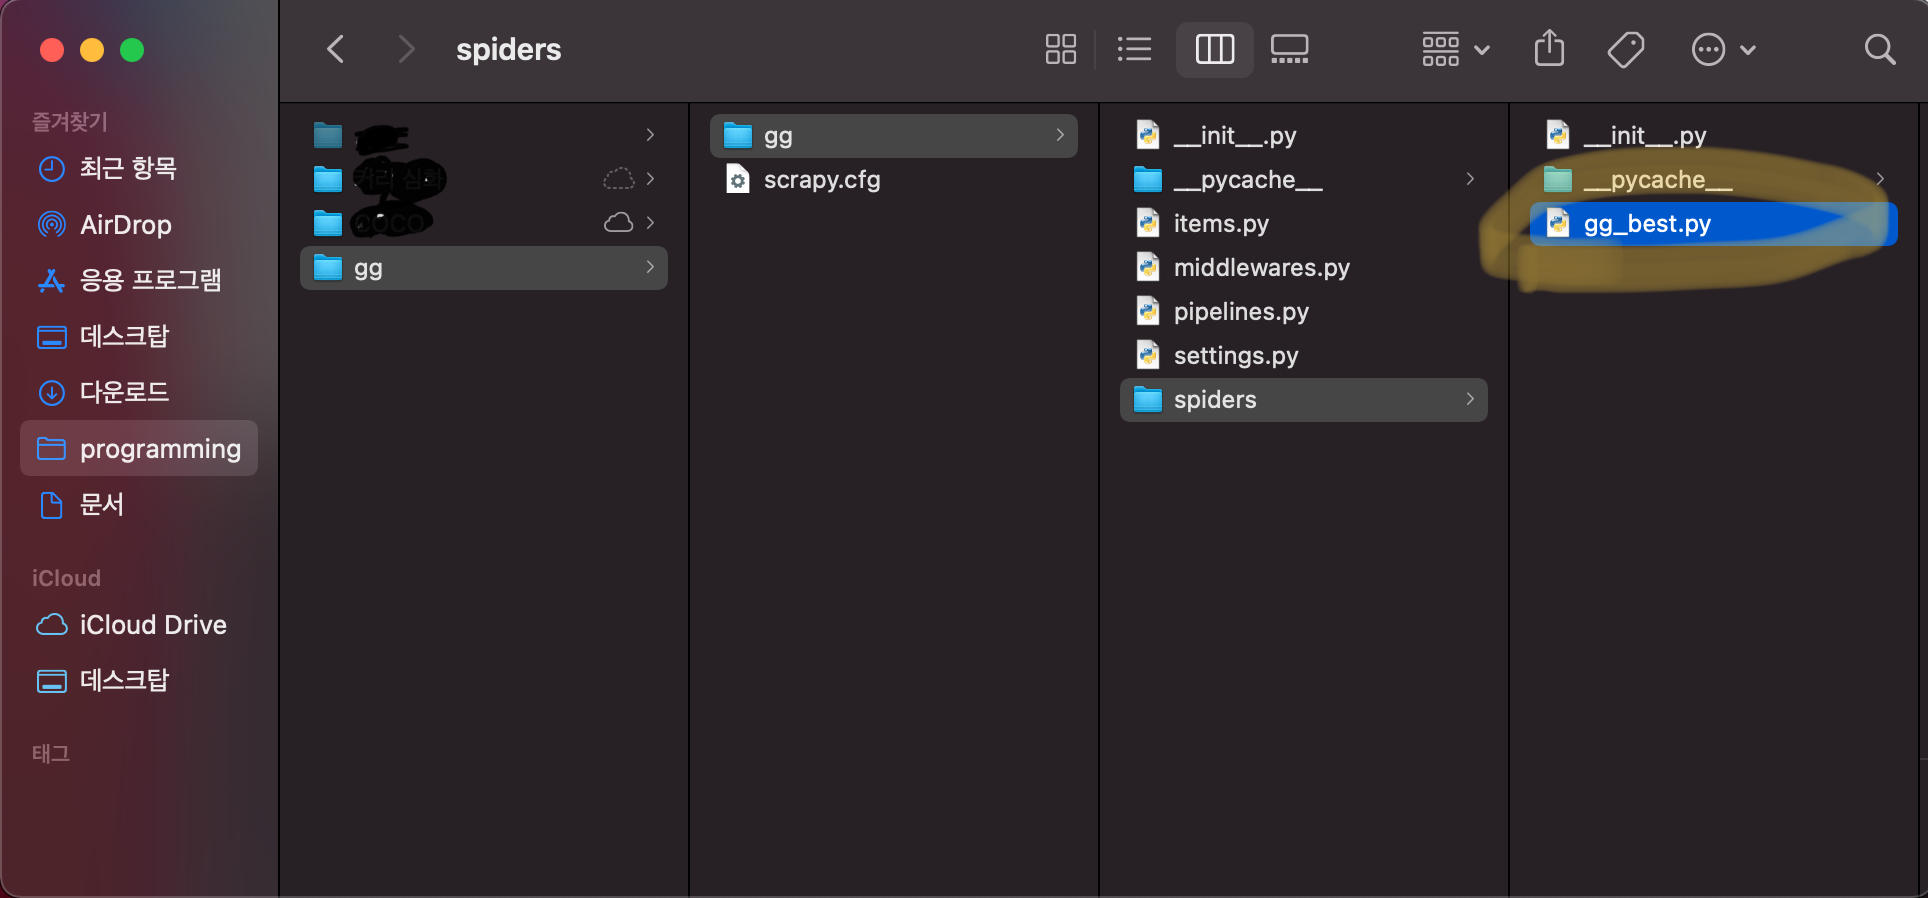 spiders
즐겨찾기
최근 항목
AirDrop
응용 프로그램
데스크탑
다운로드
programming
문서
iCloud
iCloud Drive
데스크탑
태그
gg
gg
scrapy.cfg
__init__.py
__pycache__
items.py
middlewares.py
pipelines.py
settings.py
spiders
__init__.py
__pycache__
gg_best.py